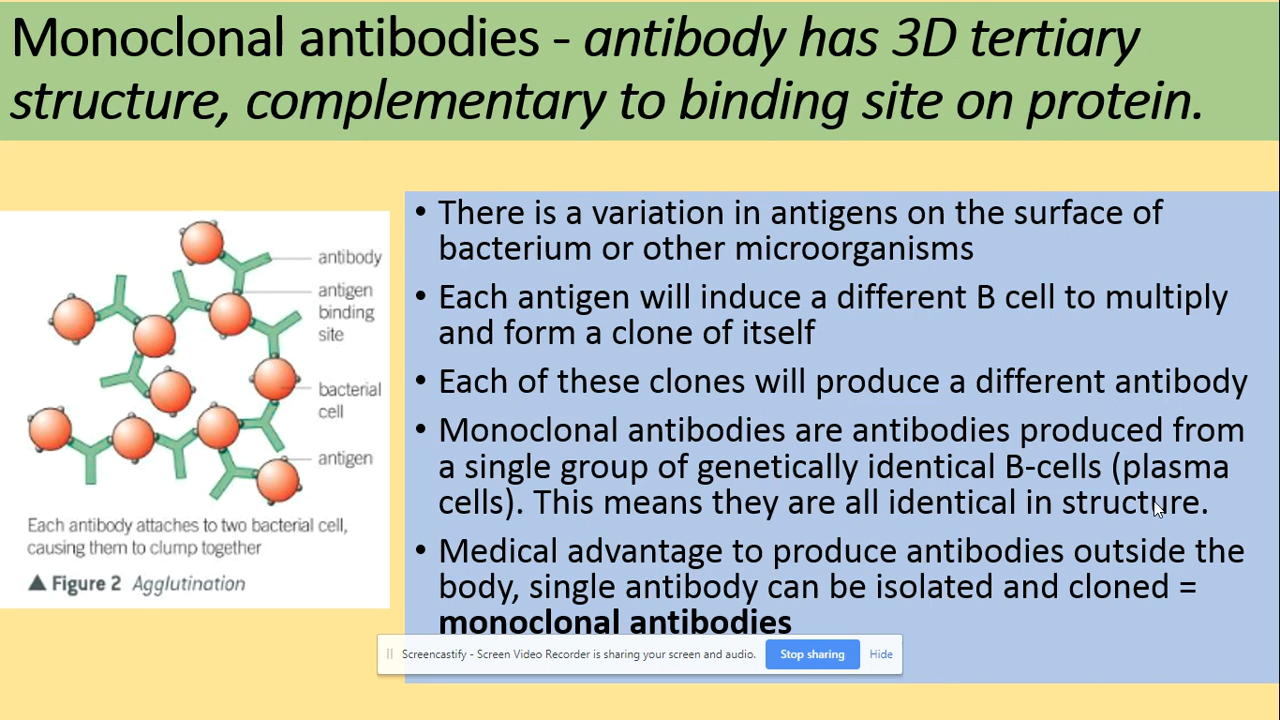 Monoclonal antibodies - antibody has 3D tertiary
structure, complementary to binding site on protein.
antibody
antigen
binding
site
bacterial
cell
antigen
Each antibody attaches to two bacterial cell,
causing them to clump together
▲ Figure 2 Agglutination
• There is a variation in antigens on the surface of
bacterium or other microorganisms
• Each antigen will induce a different B cell to multiply
and form a clone of itself
• Each of these clones will produce a different antibody
• Monoclonal antibodies are antibodies produced from
a single group of genetically identical B-cells (plasma
cells). This means they are all identical in structure.
• Medical advantage to produce antibodies outside the
body, single antibody can be isolated and cloned =
monoclonal antibodies
Screencastify - Screen Video Recorder is sharing your screen and audio. Stop sharing Hide